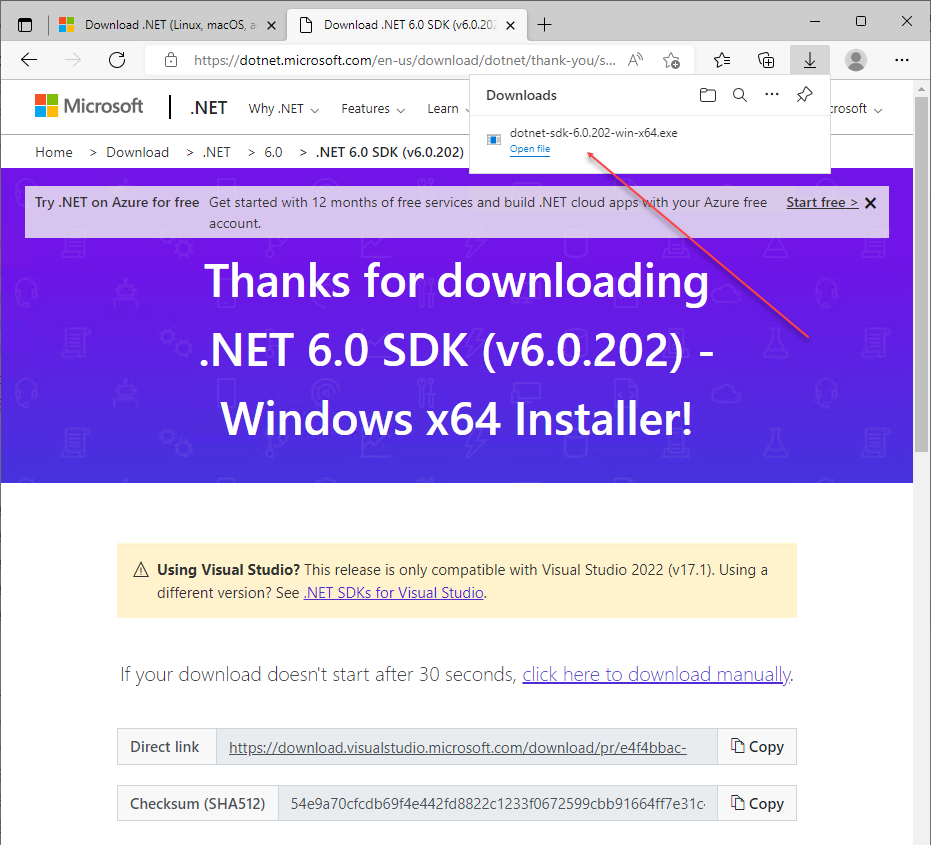 Download .NET (Linux, macOS, a
Download .NET 6.0 SDK (v6.0.202
https://dotnet.microsoft.com/en-us/download/dotnet/thank-you/s...
Downloads
dotnet-sdk-6.0.202-win-x64.exe
Open file
Microsoft
.NET
Why .NET
Features
Learn
crosoft
Home > Download > .NET > 6.0 > .NET 6.0 SDK (v6.0.202)
Try .NET on Azure for free Get started with 12 months of free services and build .NET cloud apps with your Azure free Start free >
account.
Thanks for downloading
.NET 6.0 SDK (v6.0.202) -
Windows x64 Installer!
Using Visual Studio? This release is only compatible with Visual Studio 2022 (v17.1). Using a
different version? See .NET SDKs for Visual Studio.
If your download doesn't start after 30 seconds, click here to download manually.
Direct link https://download.visualstudio.microsoft.com/download/pr/e4f4bbac- Copy
Checksum (SHA512) 54e9a70cfcdb69f4e442fd8822c1233f0672599cbb91664ff7e31c Copy